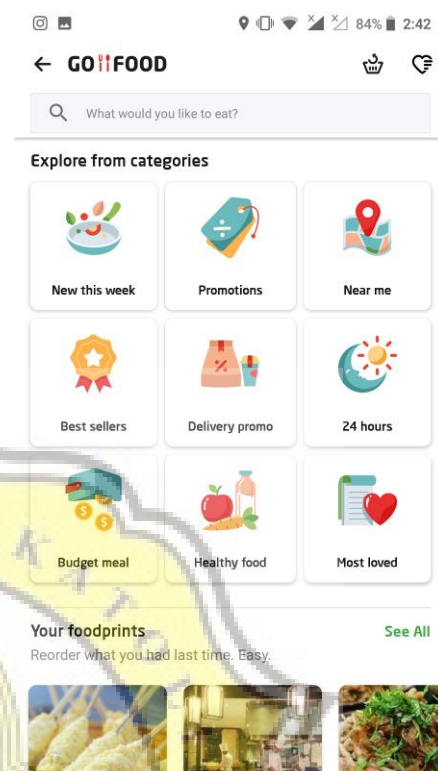 84% 2:42
GO FOOD
What would you like to eat?
Explore from categories
New this week
Promotions
Near me
Best sellers
Delivery promo
24 hours
Budget meal
Healthy food
Most loved
K A T O
Your foodprints
See All
Reorder what you had last time. Easy.